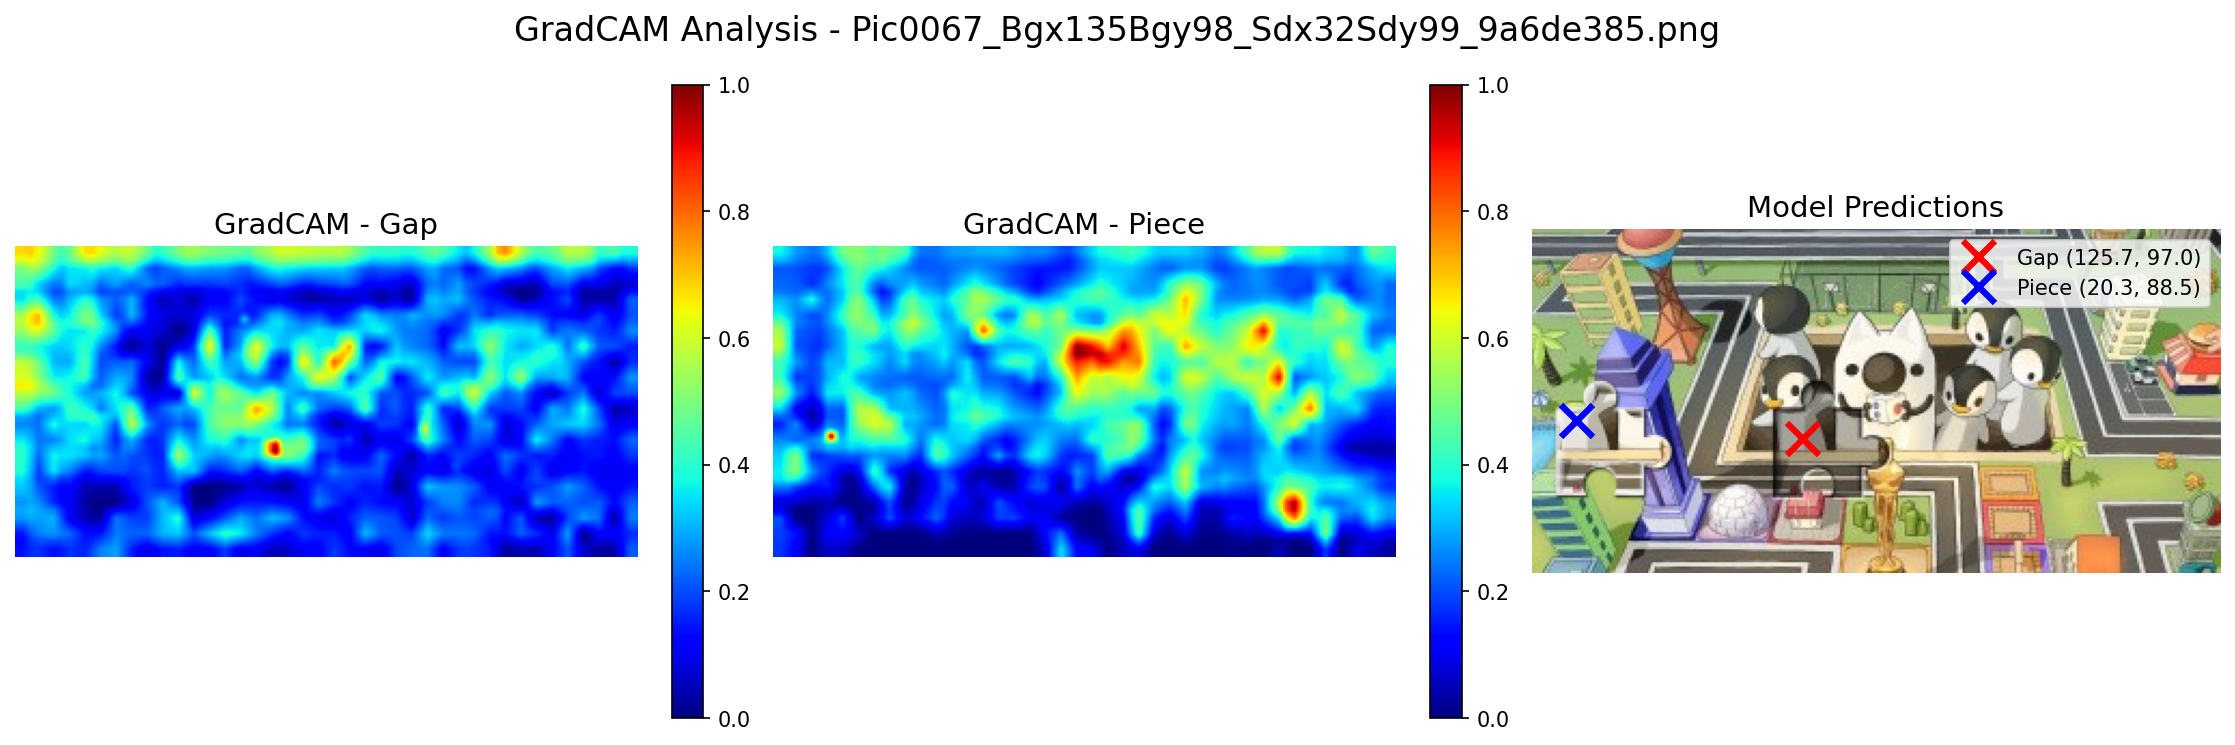 GradCAM Analysis - Pic0067_Bgx135Bgy98_Sdx32Sdy99_9a6de385.png
GradCAM - Gap
1.0
0.8
0.6
0.4
0.2
0.0
GradCAM - Piece
1.0
0.8
0.6
0.4
0.2
0.0
Model Predictions
Gap (125.7, 97.0)
Piece (20.3, 88.5)